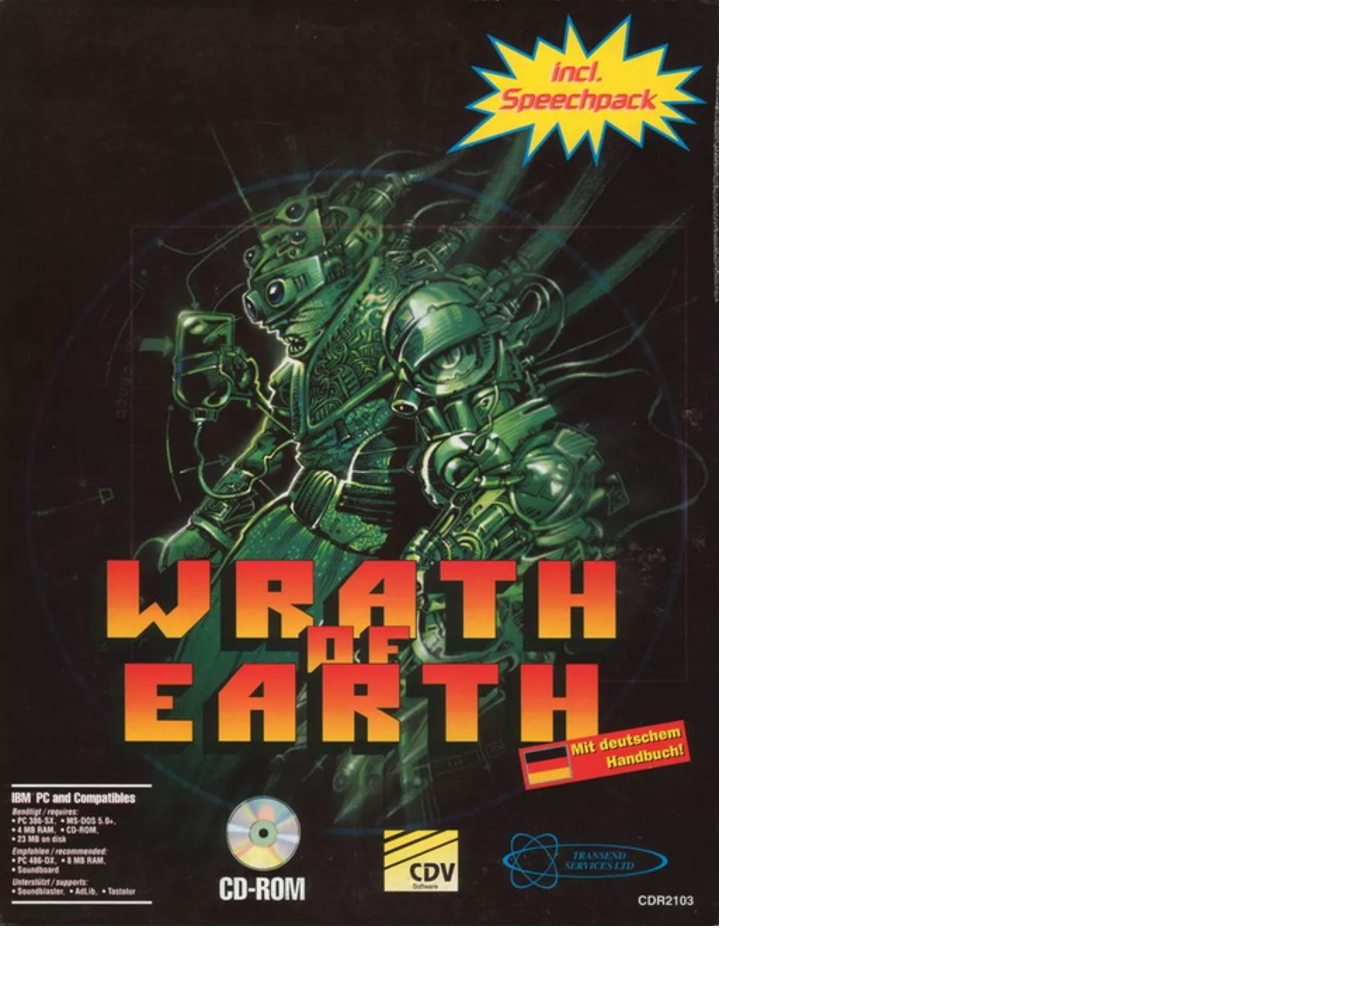 incl.
Speechpack
WRATH
OF
EARTH
Mit deutschem
Handbuch!
IBM PC and Compatibles
Benötigt / requires:
• PC 386-SX, • MS-DOS 5.0+,
• 4 MB RAM, • CD-ROM,
• 23 MB on disk
Empfohlen / recommended:
• PC 486-DX, • 8 MB RAM,
• Soundboard
Unterstützt / supports:
• Soundblaster, • AdLib, • Tastatur
CD-ROM
CDV
Software
TRANSEND
SERVICES LTD
CDR2103